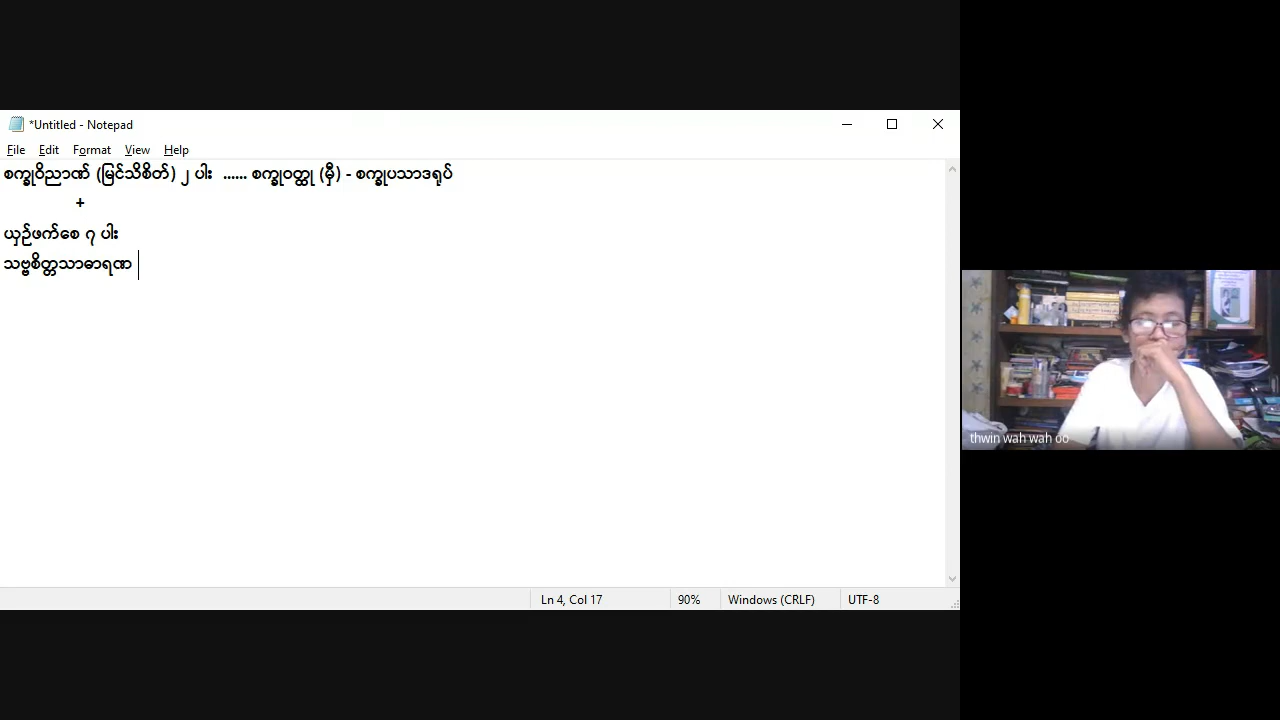 *Untitled - Notepad
File Edit Format View Help
စက္ခုဝိညာဏ် (မြင်သိစိတ်) ၂ ပါး ...... စက္ခုဝတ္ထု (မှီ) - စက္ခုပသာဒရုပ်
+
ယှဉ်ဖက်စေ ၇ ပါး
သဗ္ဗစိတ္တသာဓာရဏ
Ln 4, Col 17 90% Windows (CRLF) UTF-8
thwin wah wah oo